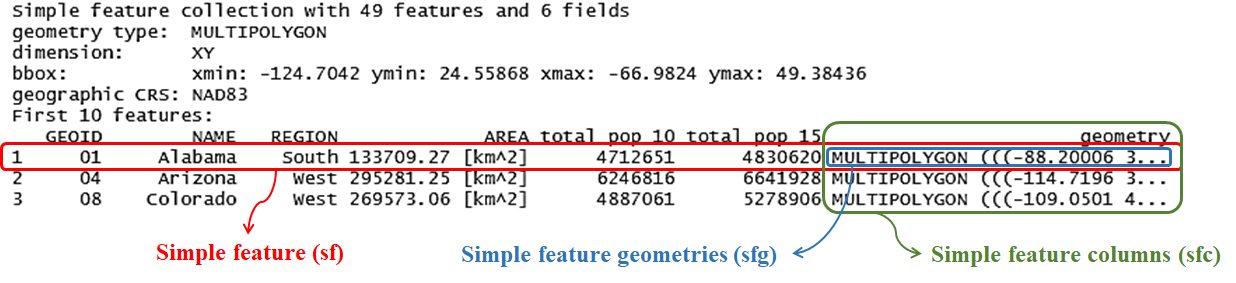 Simple feature collection with 49 features and 6 fields
geometry type: MULTIPOLYGON
dimension: XY
bbox: xmin: -124.7042 ymin: 24.55868 xmax: -66.9824 ymax: 49.38436
geographic CRS: NAD83
First 10 features:
GEOID NAME REGION AREA total_pop_10 total_pop_15 geometry
1 01 Alabama South 133709.27 [km^2] 4712651 4830620 MULTIPOLYGON (((-88.20006 3...
2 04 Arizona West 295281.25 [km^2] 6246816 6641928 MULTIPOLYGON (((-114.7196 3...
3 08 Colorado West 269573.06 [km^2] 4887061 5278906 MULTIPOLYGON (((-109.0501 4...
Simple feature (sf) Simple feature geometries (sfg) Simple feature columns (sfc)